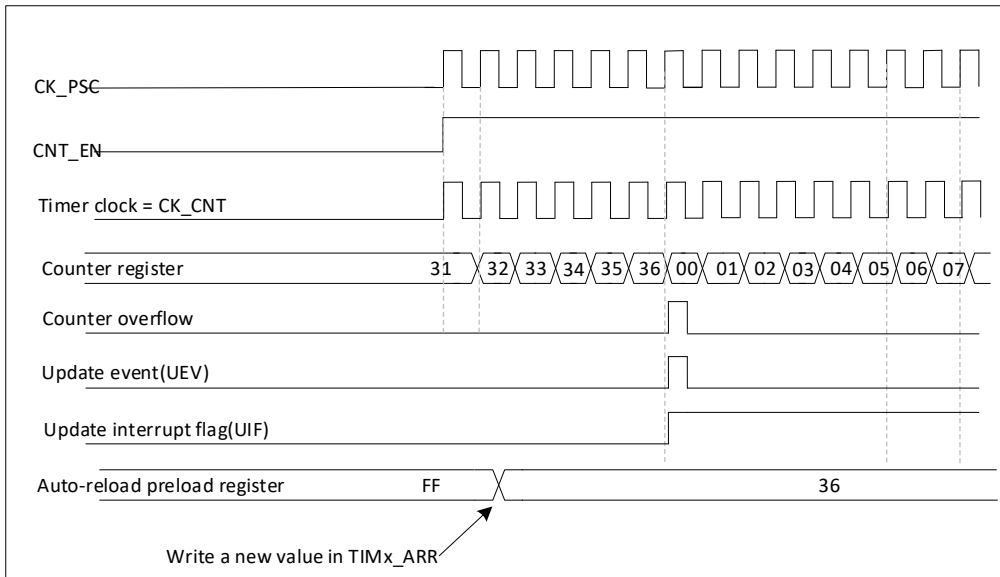 CK_PSC
CNT_EN
Timer clock = CK_CNT
Counter register 31 32 33 34 35 36 00 01 02 03 04 05 06 07
Counter overflow
Update event(UEV)
Update interrupt flag(UIF)
Auto-reload preload register FF 36
Write a new value in TIMx_ARR